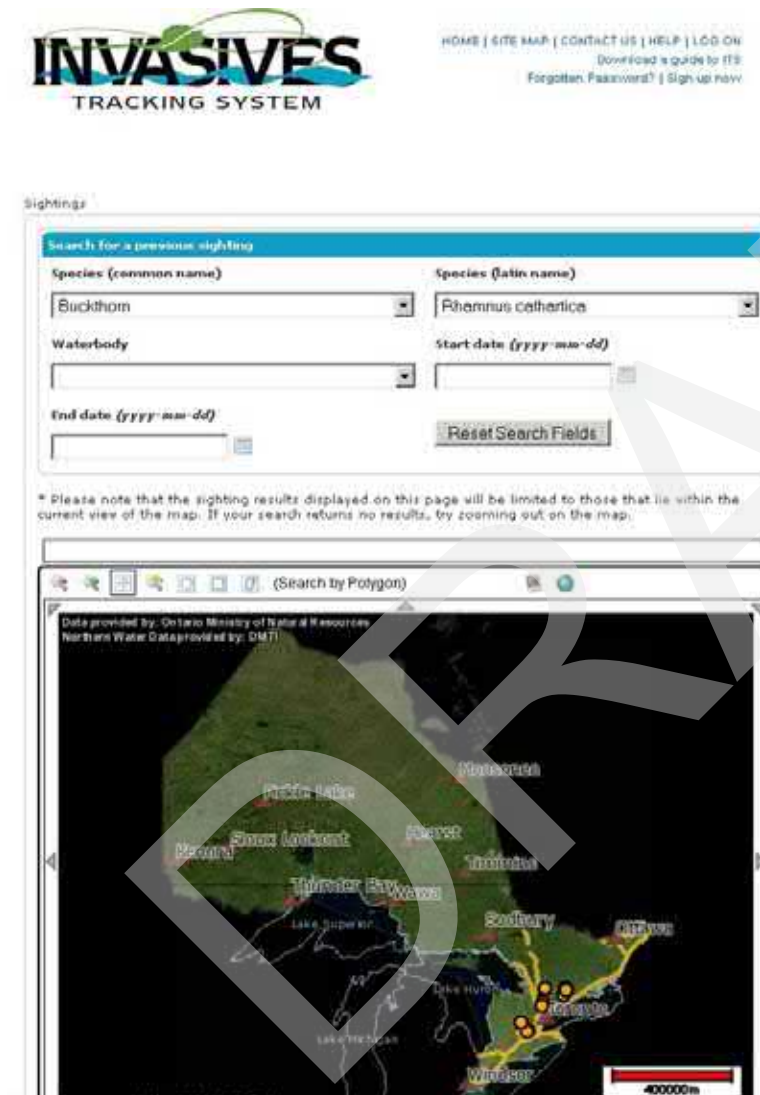 INVASIVES
TRACKING SYSTEM
HOME | SITE MAP | CONTACT US | HELP | LOG ON
Download a guide to ITS
Forgotten Password? | Sign up now
Sightings
Search for a previous sighting
Species (common name)
Species (latin name)
Buckthorn
Rhamnus cathartica
Waterbody
Start date (yyyy-mm-dd)
End date (yyyy-mm-dd)
Reset Search Fields
* Please note that the sighting results displayed on this page will be limited to those that lie within the
current view of the map. If your search returns no results, try zooming out on the map.
(Search by Polygon)
Data provided by: Ontario Ministry of Natural Resources
Northern Water Data provided by: DMTI
Moosonee
Pickle Lake
Hearst
Sioux Lookout
Kenora
Timmins
Thunder Bay
Wawa
Lake Superior
Sudbury
Ottawa
Lake Huron
Toronto
Lake Michigan
Windsor
400000 m